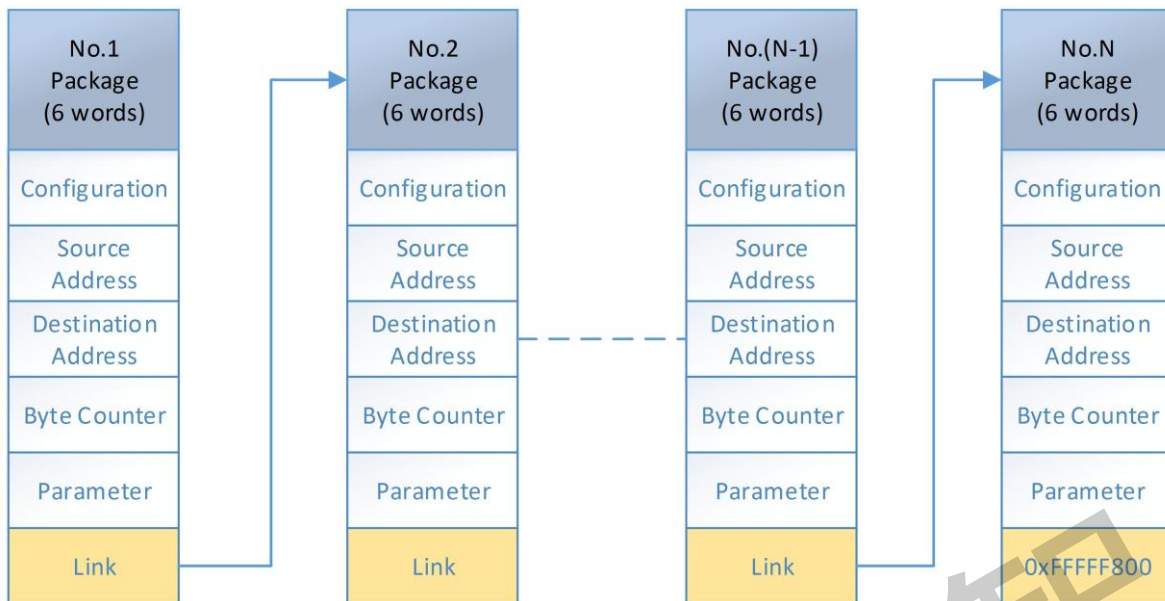 No.1
Package
(6 words)
Configuration
Source
Address
Destination
Address
Byte Counter
Parameter
Link
No.2
Package
(6 words)
Configuration
Source
Address
Destination
Address
Byte Counter
Parameter
Link
No.(N-1)
Package
(6 words)
Configuration
Source
Address
Destination
Address
Byte Counter
Parameter
Link
No.N
Package
(6 words)
Configuration
Source
Address
Destination
Address
Byte Counter
Parameter
0xFFFFF800